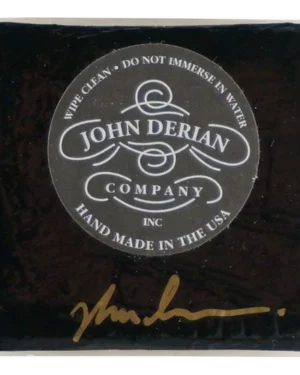 WIPE CLEAN • DO NOT IMMERSE IN WATER
JOHN DERIAN
COMPANY
INC
HAND MADE IN THE USA